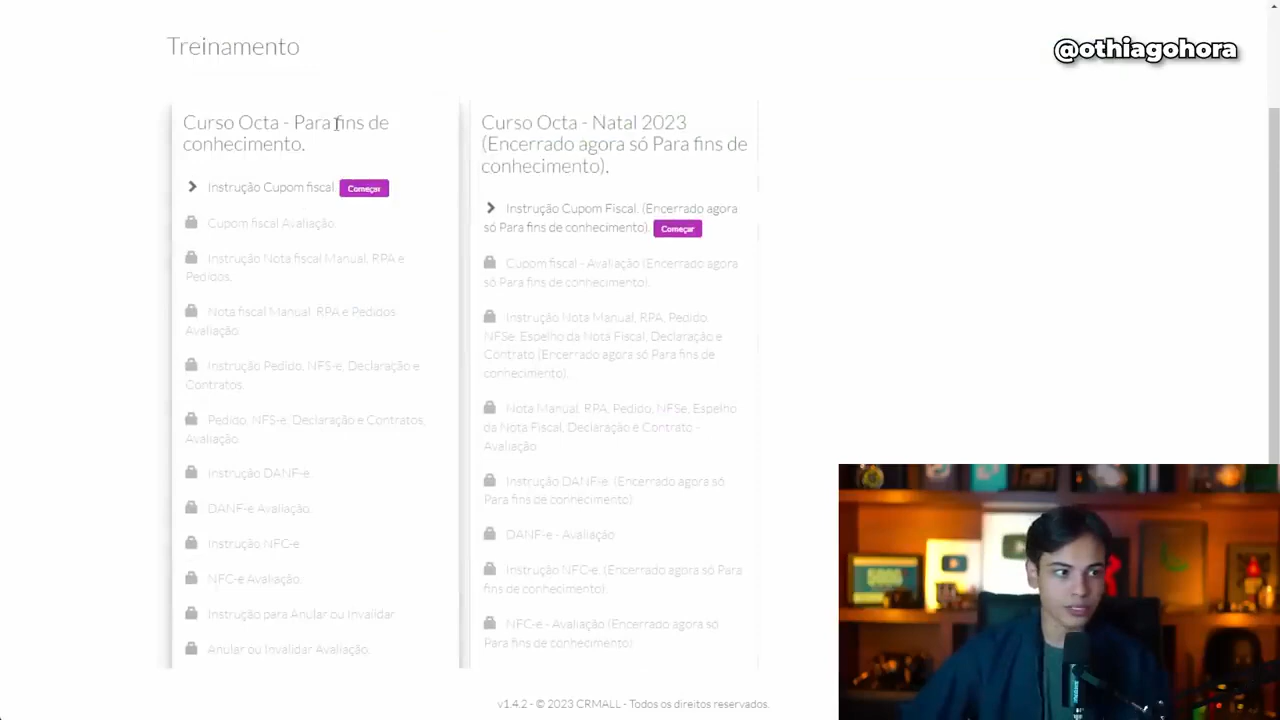 @othiagohora
Treinamento
Curso Octa - Para fins de
conhecimento.
Instrução Cupom fiscal. Começar
Cupom fiscal Avaliação.
Instrução Nota fiscal Manual, RPA e
Pedidos.
Nota fiscal Manual, RPA e Pedidos
Avaliação.
Instrução Pedido, NFS-e, Declaração e
Contratos.
Pedido, NFS-e, Declaração e Contratos,
Avaliação.
Instrução DANF-e
DANF-e Avaliação.
Instrução NFC-e
NFC-e Avaliação.
Instrução para Anular ou Invalidar
Anular ou Invalidar Avaliação.
Curso Octa - Natal 2023
(Encerrado agora só Para fins de
conhecimento).
Instrução Cupom Fiscal. (Encerrado agora
só Para fins de conhecimento). Começar
Cupom fiscal - Avaliação (Encerrado agora
só Para fins de conhecimento).
Instrução Nota Manual, RPA, Pedido,
NFSe, Espelho da Nota Fiscal, Declaração e
Contrato (Encerrado agora só Para fins de
conhecimento).
Nota Manual, RPA, Pedido, NFSe, Espelho
da Nota Fiscal, Declaração e Contrato -
Avaliação
Instrução DANF-e. (Encerrado agora só
Para fins de conhecimento)
DANF-e - Avaliação
Instrução NFC-e. (Encerrado agora só Para
fins de conhecimento).
NFC-e - Avaliação (Encerrado agora só
Para fins de conhecimento)
v1.4.2 - © 2023 CRMALL - Todos os direitos reservados.